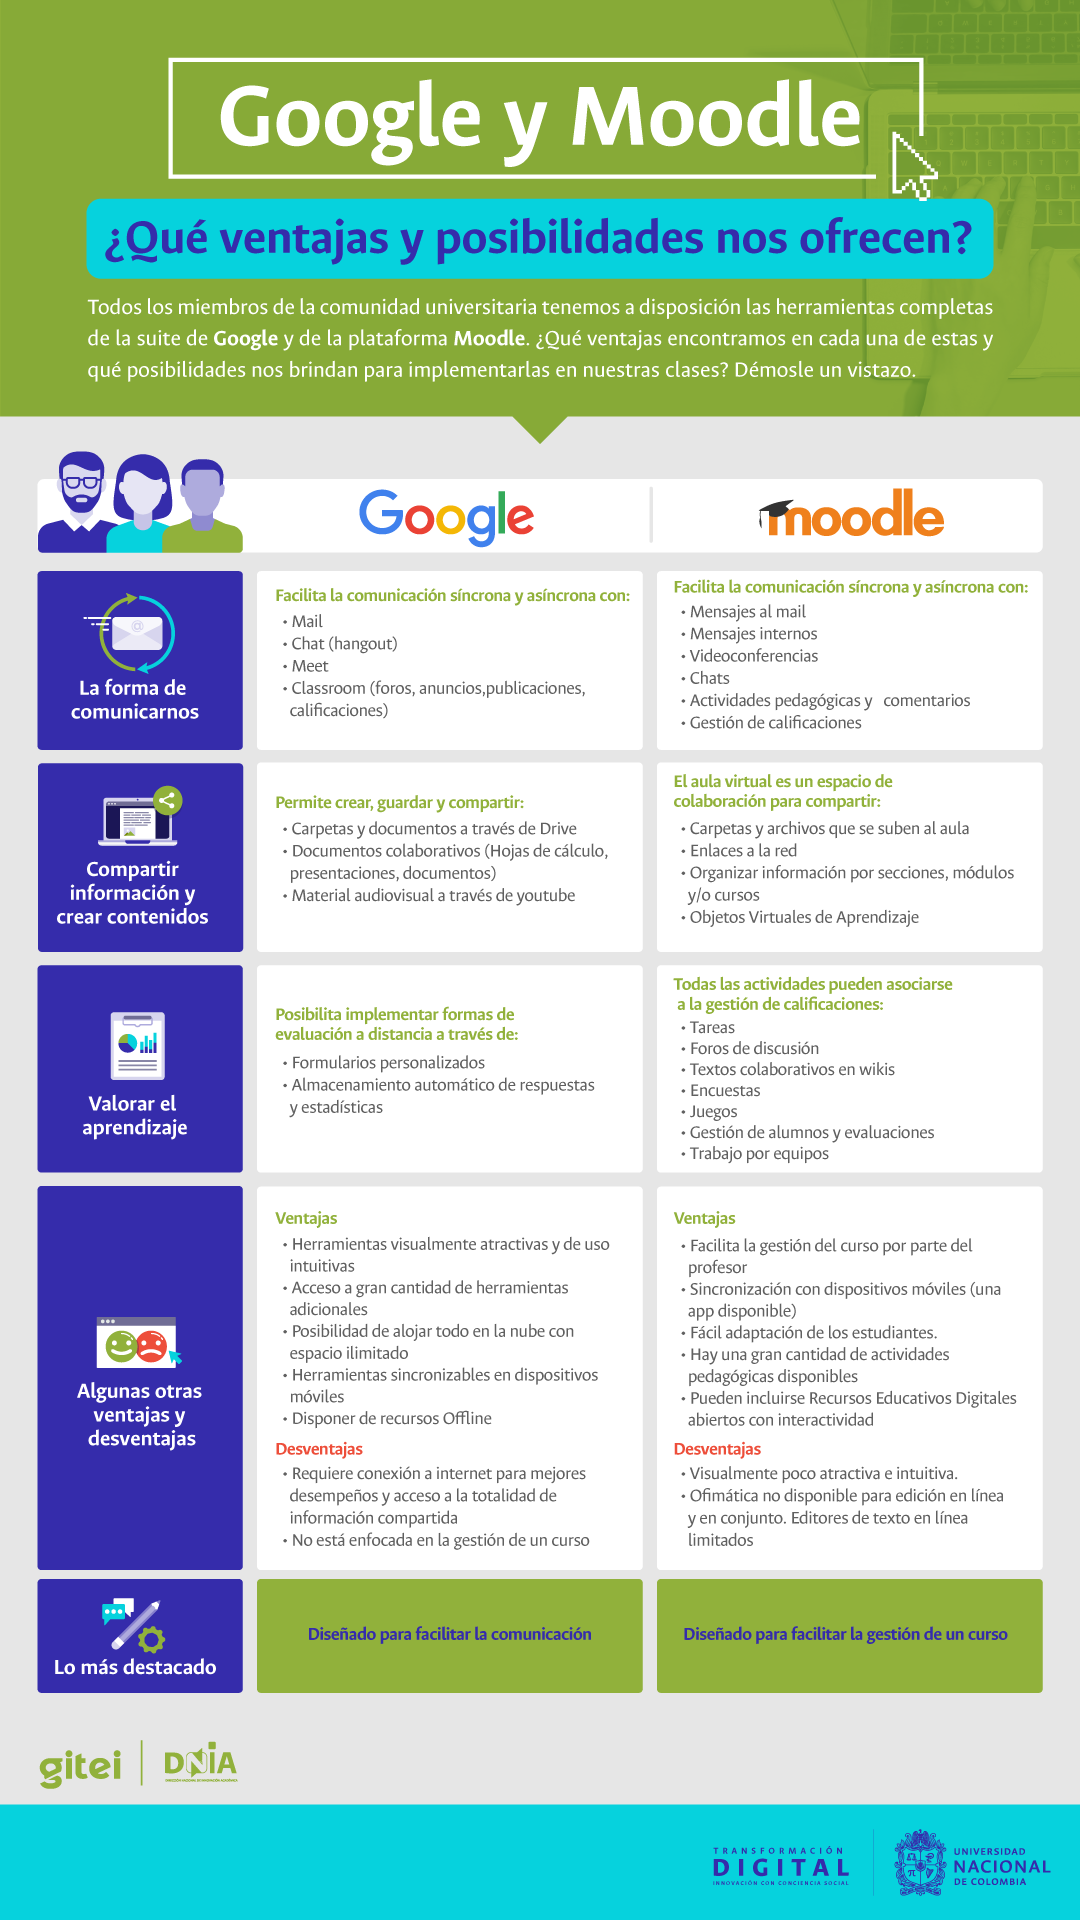 Google y Moodle
¿Qué ventajas y posibilidades nos ofrecen?
Todos los miembros de la comunidad universitaria tenemos a disposición las herramientas completas
de la suite de Google y de la plataforma Moodle. ¿Qué ventajas encontramos en cada una de estas y
qué posibilidades nos brindan para implementarlas en nuestras clases? Démosle un vistazo.
Google
moodle
La forma de
comunicarnos
Facilita la comunicación síncrona y asíncrona con:
• Mail
• Chat (hangout)
• Meet
• Classroom (foros, anuncios,publicaciones,
calificaciones)
Facilita la comunicación síncrona y asíncrona con:
• Mensajes al mail
• Mensajes internos
• Videoconferencias
• Chats
• Actividades pedagógicas y comentarios
• Gestión de calificaciones
Compartir
información y
crear contenidos
Permite crear, guardar y compartir:
• Carpetas y documentos a través de Drive
• Documentos colaborativos (Hojas de cálculo,
presentaciones, documentos)
• Material audiovisual a través de youtube
El aula virtual es un espacio de
colaboración para compartir:
• Carpetas y archivos que se suben al aula
• Enlaces a la red
• Organizar información por secciones, módulos
y/o cursos
• Objetos Virtuales de Aprendizaje
Valorar el
aprendizaje
Posibilita implementar formas de
evaluación a distancia a través de:
• Formularios personalizados
• Almacenamiento automático de respuestas
y estadísticas
Todas las actividades pueden asociarse
a la gestión de calificaciones:
• Tareas
• Foros de discusión
• Textos colaborativos en wikis
• Encuestas
• Juegos
• Gestión de alumnos y evaluaciones
• Trabajo por equipos
Algunas otras
ventajas y
desventajas
Ventajas
• Herramientas visualmente atractivas y de uso
intuitivas
• Acceso a gran cantidad de herramientas
adicionales
• Posibilidad de alojar todo en la nube con
espacio ilimitado
• Herramientas sincronizables en dispositivos
móviles
• Disponer de recursos Offline
Desventajas
• Requiere conexión a internet para mejores
desempeños y acceso a la totalidad de
información compartida
• No está enfocada en la gestión de un curso
Ventajas
• Facilita la gestión del curso por parte del
profesor
• Sincronización con dispositivos móviles (una
app disponible)
• Fácil adaptación de los estudiantes.
• Hay una gran cantidad de actividades
pedagógicas disponibles
• Pueden incluirse Recursos Educativos Digitales
abiertos con interactividad
Desventajas
• Visualmente poco atractiva e intuitiva.
• Ofimática no disponible para edición en línea
y en conjunto. Editores de texto en línea
limitados
Lo más destacado
Diseñado para facilitar la comunicación
Diseñado para facilitar la gestión de un curso
gitei
DNIA
DIRECCIÓN NACIONAL DE INNOVACIÓN ACADÉMICA
TRANSFORMACIÓN
DIGITAL
INNOVACIÓN CON CONCIENCIA SOCIAL
UNIVERSIDAD
NACIONAL
DE COLOMBIA